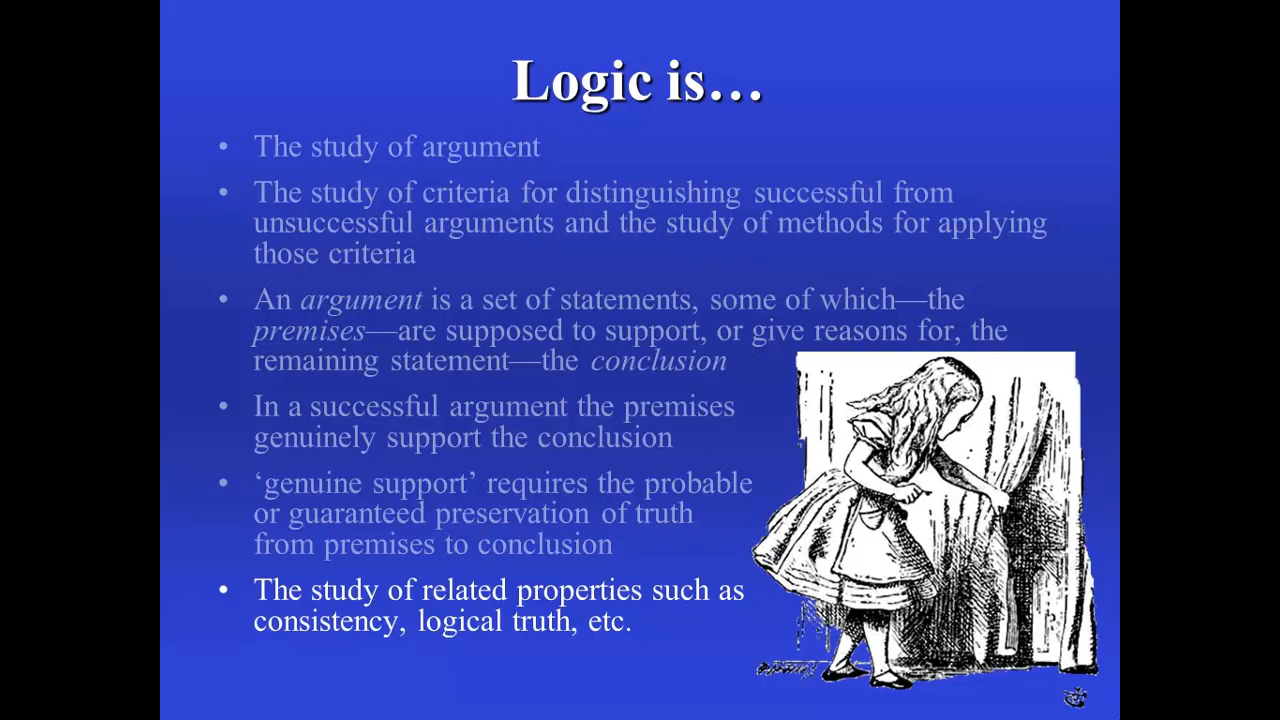 Logic is…
• The study of argument
• The study of criteria for distinguishing successful from
unsuccessful arguments and the study of methods for applying
those criteria
• An argument is a set of statements, some of which—the
premises—are supposed to support, or give reasons for, the
remaining statement—the conclusion
• In a successful argument the premises
genuinely support the conclusion
• ‘genuine support’ requires the probable
or guaranteed preservation of truth
from premises to conclusion
• The study of related properties such as
consistency, logical truth, etc.